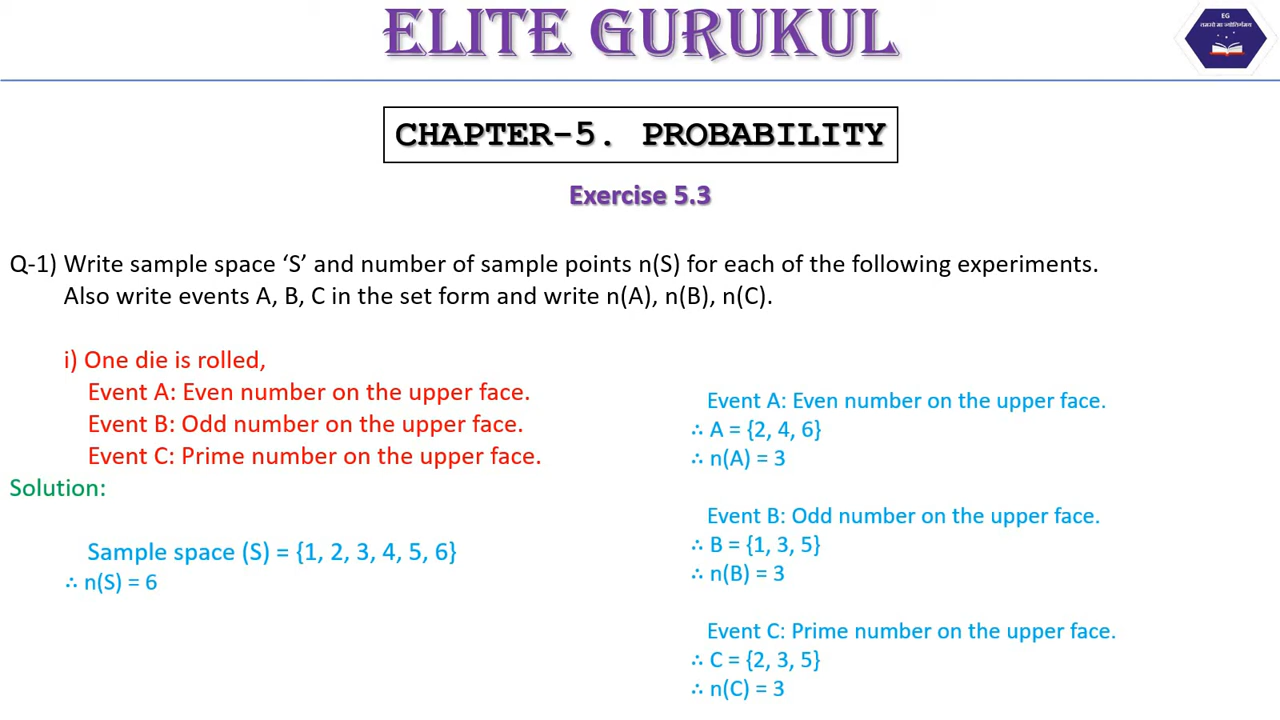 ELITE GURUKUL
EG
तमसो मा ज्योतिर्गमय
CHAPTER-5. PROBABILITY
Exercise 5.3
Q-1) Write sample space ‘S’ and number of sample points n(S) for each of the following experiments.
Also write events A, B, C in the set form and write n(A), n(B), n(C).
i) One die is rolled,
Event A: Even number on the upper face.
Event B: Odd number on the upper face.
Event C: Prime number on the upper face.
Solution:
Sample space (S) = {1, 2, 3, 4, 5, 6}
∴ n(S) = 6
Event A: Even number on the upper face.
∴ A = {2, 4, 6}
∴ n(A) = 3
Event B: Odd number on the upper face.
∴ B = {1, 3, 5}
∴ n(B) = 3
Event C: Prime number on the upper face.
∴ C = {2, 3, 5}
∴ n(C) = 3